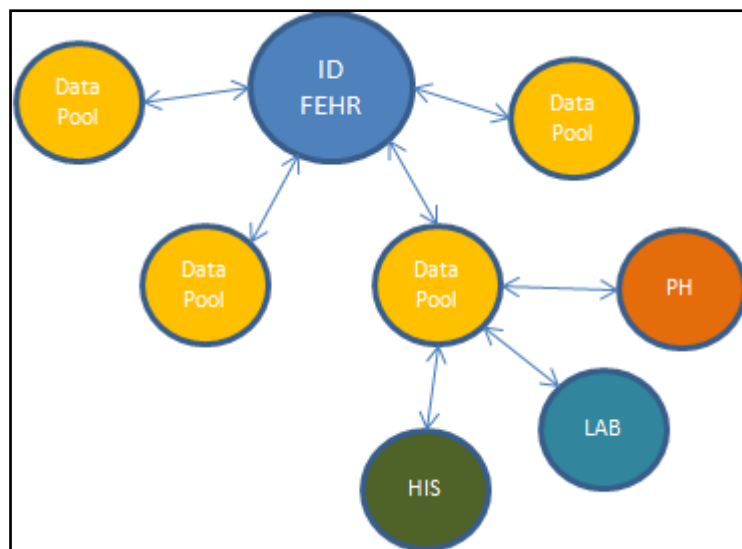 ID
FEHR
Data
Pool
Data
Pool
Data
Pool
Data
Pool
PH
LAB
HIS